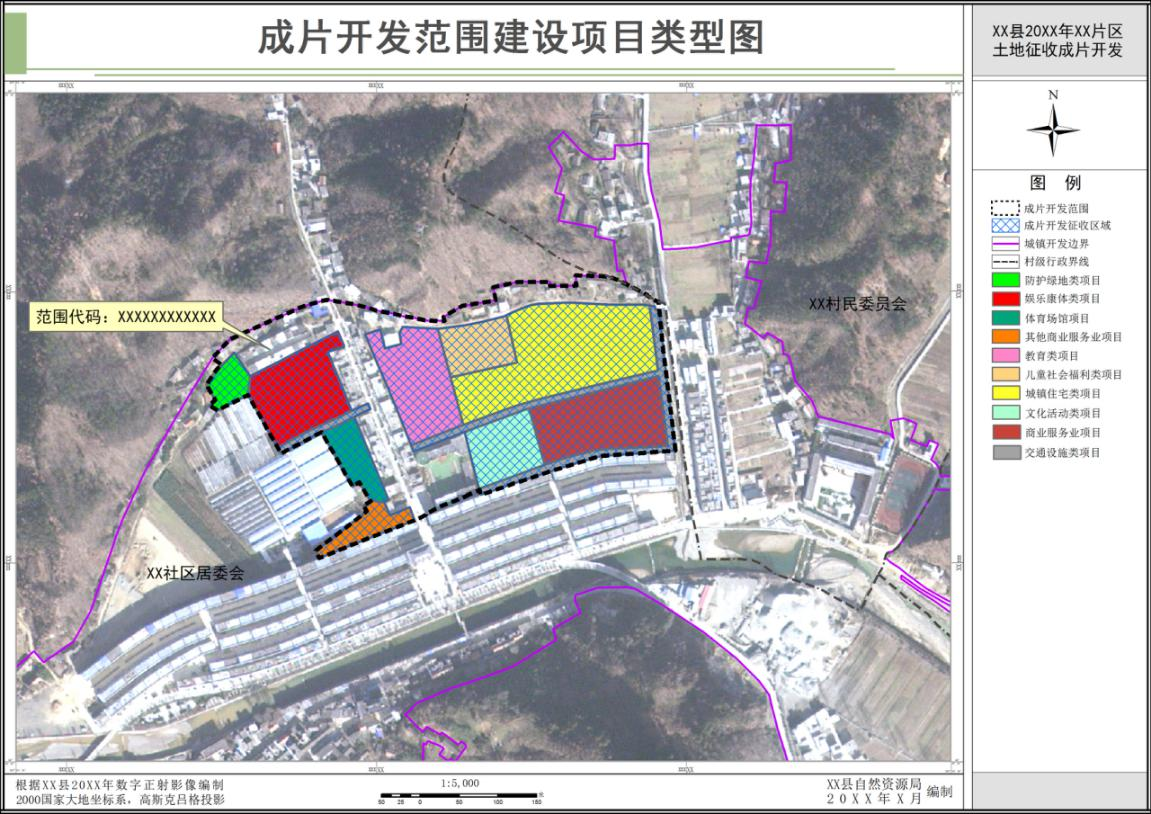 成片开发范围建设项目类型图
XX县20XX年XX片区
土地征收成片开发
N
范围代码：XXXXXXXXXXXX
XX村民委员会
XX社区居委会
图 例
成片开发范围
成片开发征收区域
城镇开发边界
村级行政界线
防护绿地类项目
娱乐康体类项目
体育场馆项目
其他商业服务业项目
教育类项目
儿童社会福利类项目
城镇住宅类项目
文化活动类项目
商业服务业项目
交通设施类项目
根据XX县20XX年数字正射影像编制
2000国家大地坐标系，高斯克吕格投影
1:5,000
50 25 0 50 100 150
XX县自然资源局
20XX年X月
编制